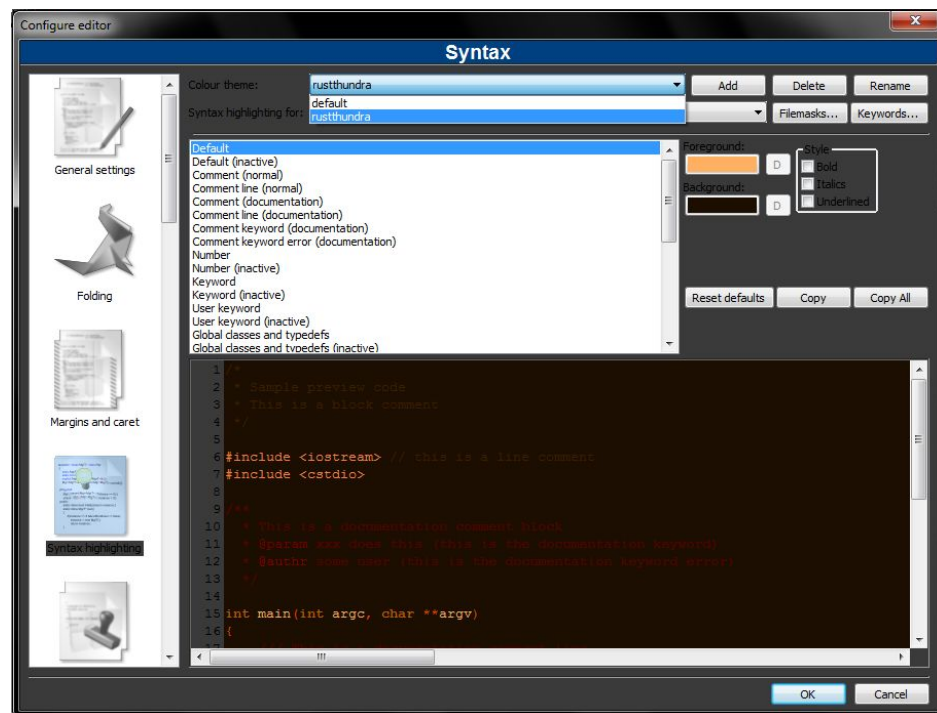 Configure editor
Syntax
Colour theme: rustthundra Add Delete Rename
default
Syntax highlighting for: rustthundra Filemasks... Keywords...
General settings
Folding
Margins and caret
Syntax highlighting
Default
Default (inactive)
Comment (normal)
Comment line (normal)
Comment (documentation)
Comment line (documentation)
Comment keyword (documentation)
Comment keyword error (documentation)
Number
Number (inactive)
Keyword
Keyword (inactive)
User keyword
User keyword (inactive)
Global classes and typedefs
Global classes and typedefs (inactive)
Foreground:
D
Background:
D
Style
Bold
Italics
Underlined
Reset defaults Copy Copy All
1 /*
2 * Sample preview code
3 * This is a block comment
4 */
5
6 #include <iostream> // this is a line comment
7 #include <cstdio>
8
9 /**
10 * This is a documentation comment block
11 * @param xxx does this (this is the documentation keyword)
12 * @authr some user (this is the documentation keyword error)
13 */
14
15 int main(int argc, char **argv)
16 {
17
OK Cancel